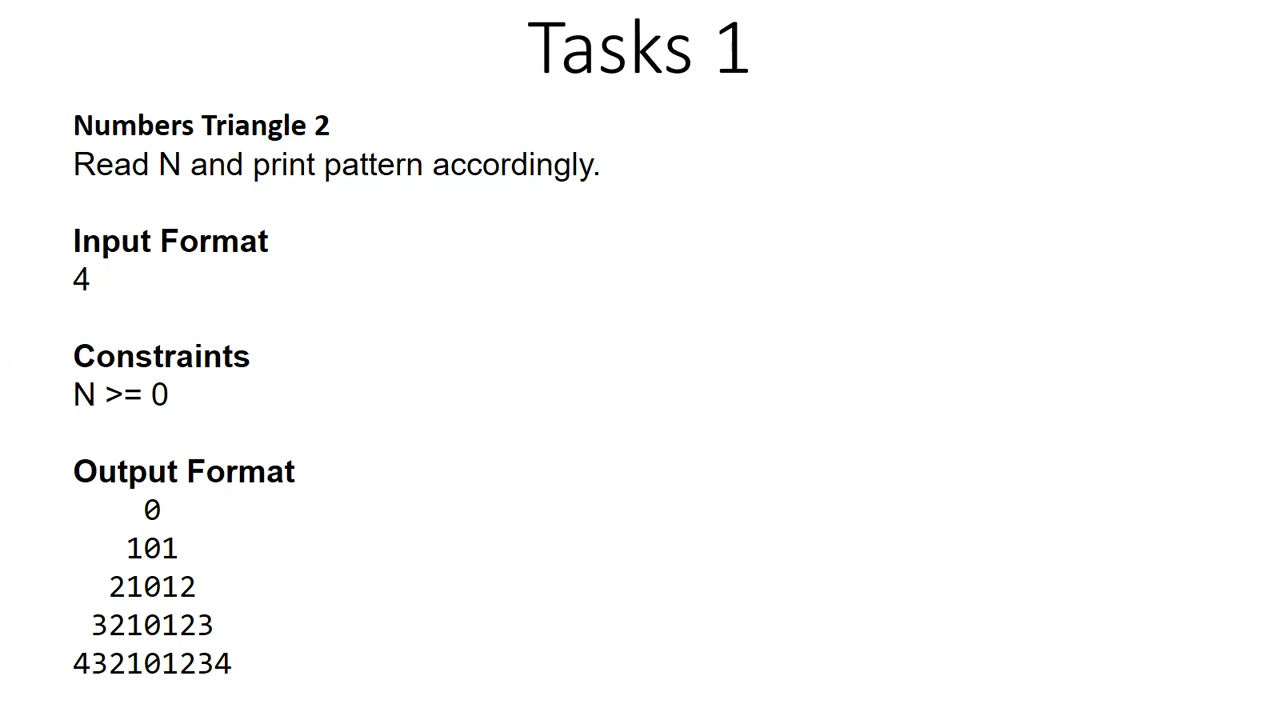 Tasks 1
Numbers Triangle 2
Read N and print pattern accordingly.
Input Format
4
Constraints
N >= 0
Output Format
    0
   101
  21012
 3210123
432101234